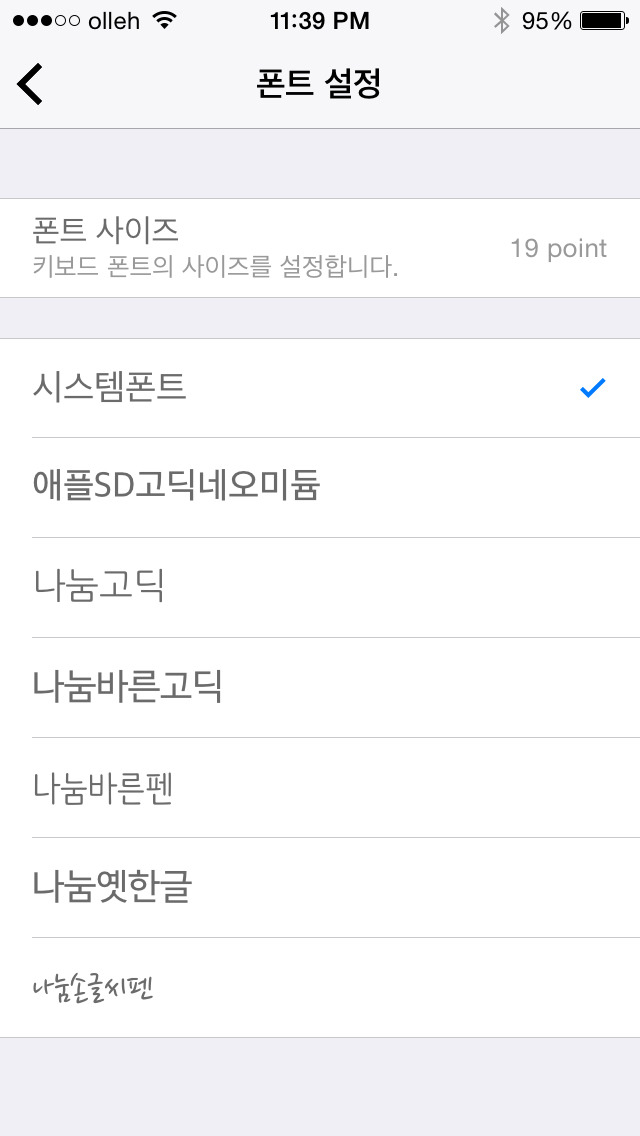 olleh 11:39 PM 95%
폰트 설정
폰트 사이즈
키보드 폰트의 사이즈를 설정합니다.
19 point
시스템폰트
애플SD고딕네오미듐
나눔고딕
나눔바른고딕
나눔바른펜
나눔옛한글
나눔손글씨펜